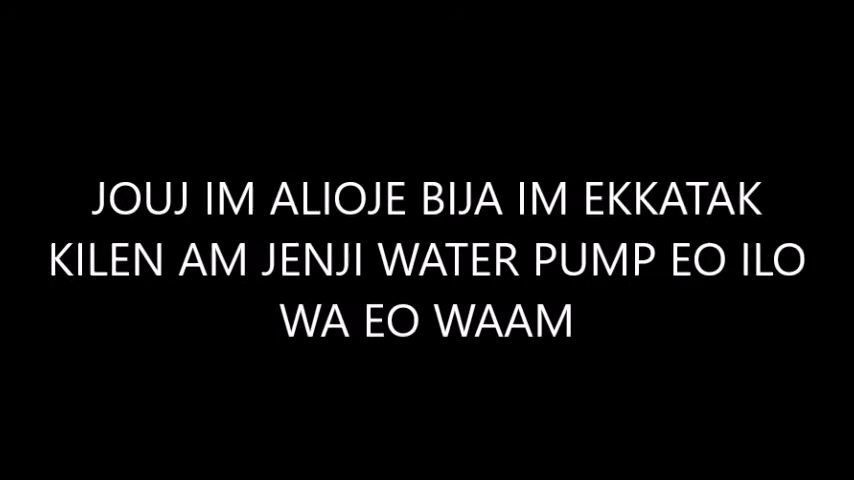 JOUJ IM ALIOJE BIJA IM EKKATAK
KILEN AM JENJI WATER PUMP EO ILO
WA EO WAAM